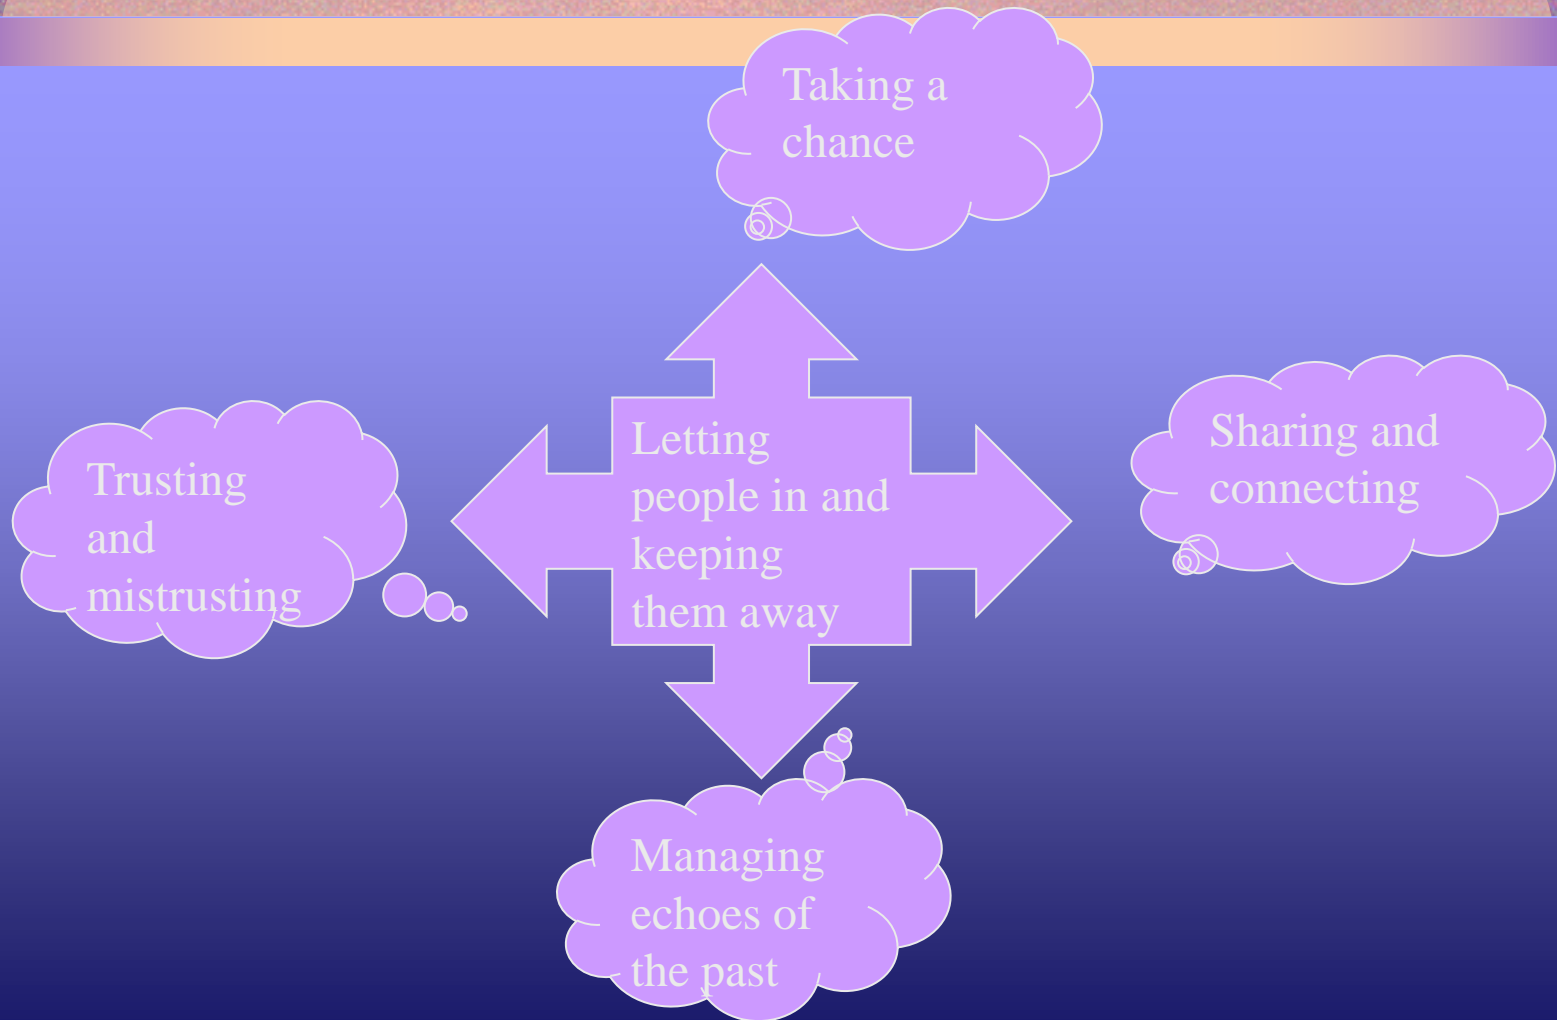 Taking a
chance
Trusting
and
mistrusting
Letting
people in and
keeping
them away
Sharing and
connecting
Managing
echoes of
the past